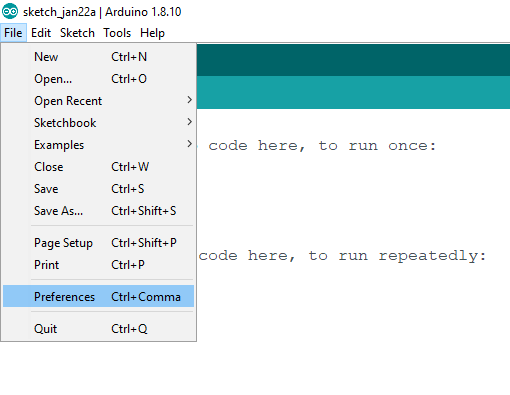 sketch_jan22a | Arduino 1.8.10
File Edit Sketch Tools Help
New Ctrl+N
Open... Ctrl+O
Open Recent
Sketchbook
Examples
Close Ctrl+W
Save Ctrl+S
Save As... Ctrl+Shift+S
Page Setup Ctrl+Shift+P
Print Ctrl+P
Preferences Ctrl+Comma
Quit Ctrl+Q
code here, to run once:
code here, to run repeatedly: